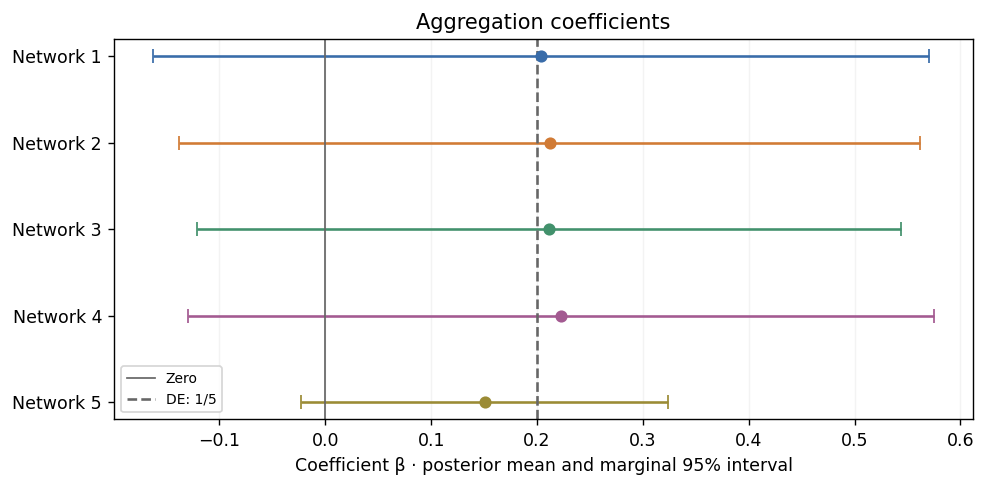 Aggregation coefficients
Network 1
Network 2
Network 3
Network 4
Network 5
Zero
DE: 1/5
−0.1 0.0 0.1 0.2 0.3 0.4 0.5 0.6
Coefficient β · posterior mean and marginal 95% interval